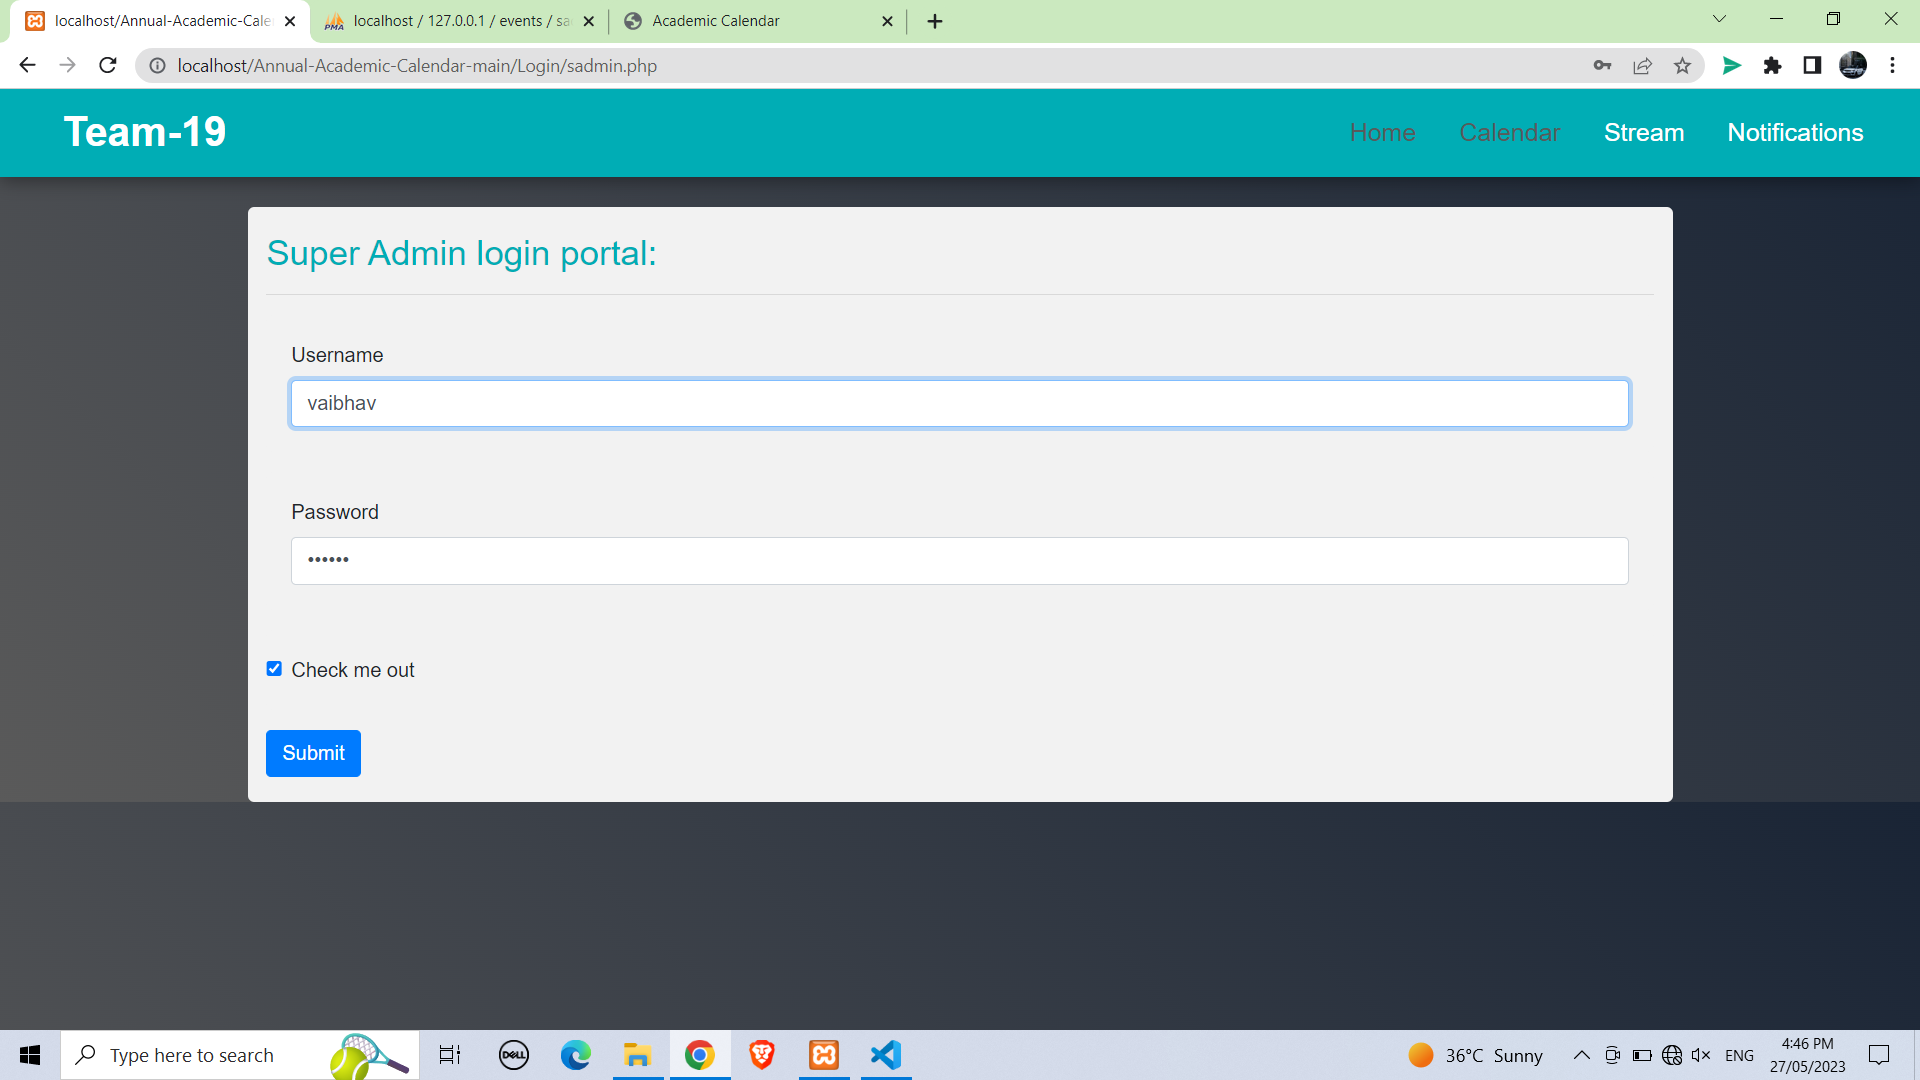 localhost/Annual-Academic-Cale
localhost / 127.0.0.1 / events / sa
Academic Calendar
localhost/Annual-Academic-Calendar-main/Login/sadmin.php
Team-19
Home
Calendar
Stream
Notifications
Super Admin login portal:
Username
vaibhav
Password
••••••
Check me out
Submit
Type here to search
DELL
36°C Sunny
ENG
4:46 PM
27/05/2023